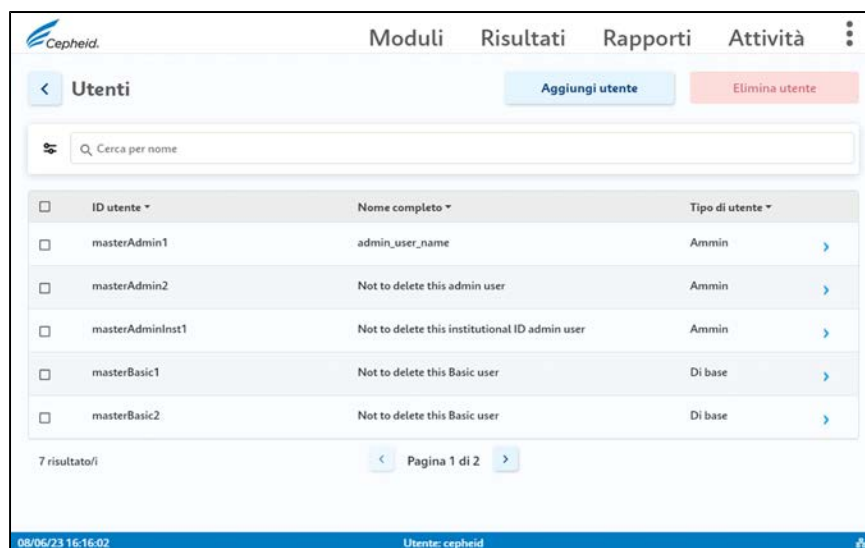 Cepheid.
Moduli Risultati Rapporti Attività
Utenti Aggiungi utente Elimina utente
Cerca per nome
ID utente Nome completo Tipo di utente
masterAdmin1 admin_user_name Ammin
masterAdmin2 Not to delete this admin user Ammin
masterAdminInst1 Not to delete this institutional ID admin user Ammin
masterBasic1 Not to delete this Basic user Di base
masterBasic2 Not to delete this Basic user Di base
7 risultato/i Pagina 1 di 2
08/06/23 16:16:02 Utente: cepheid